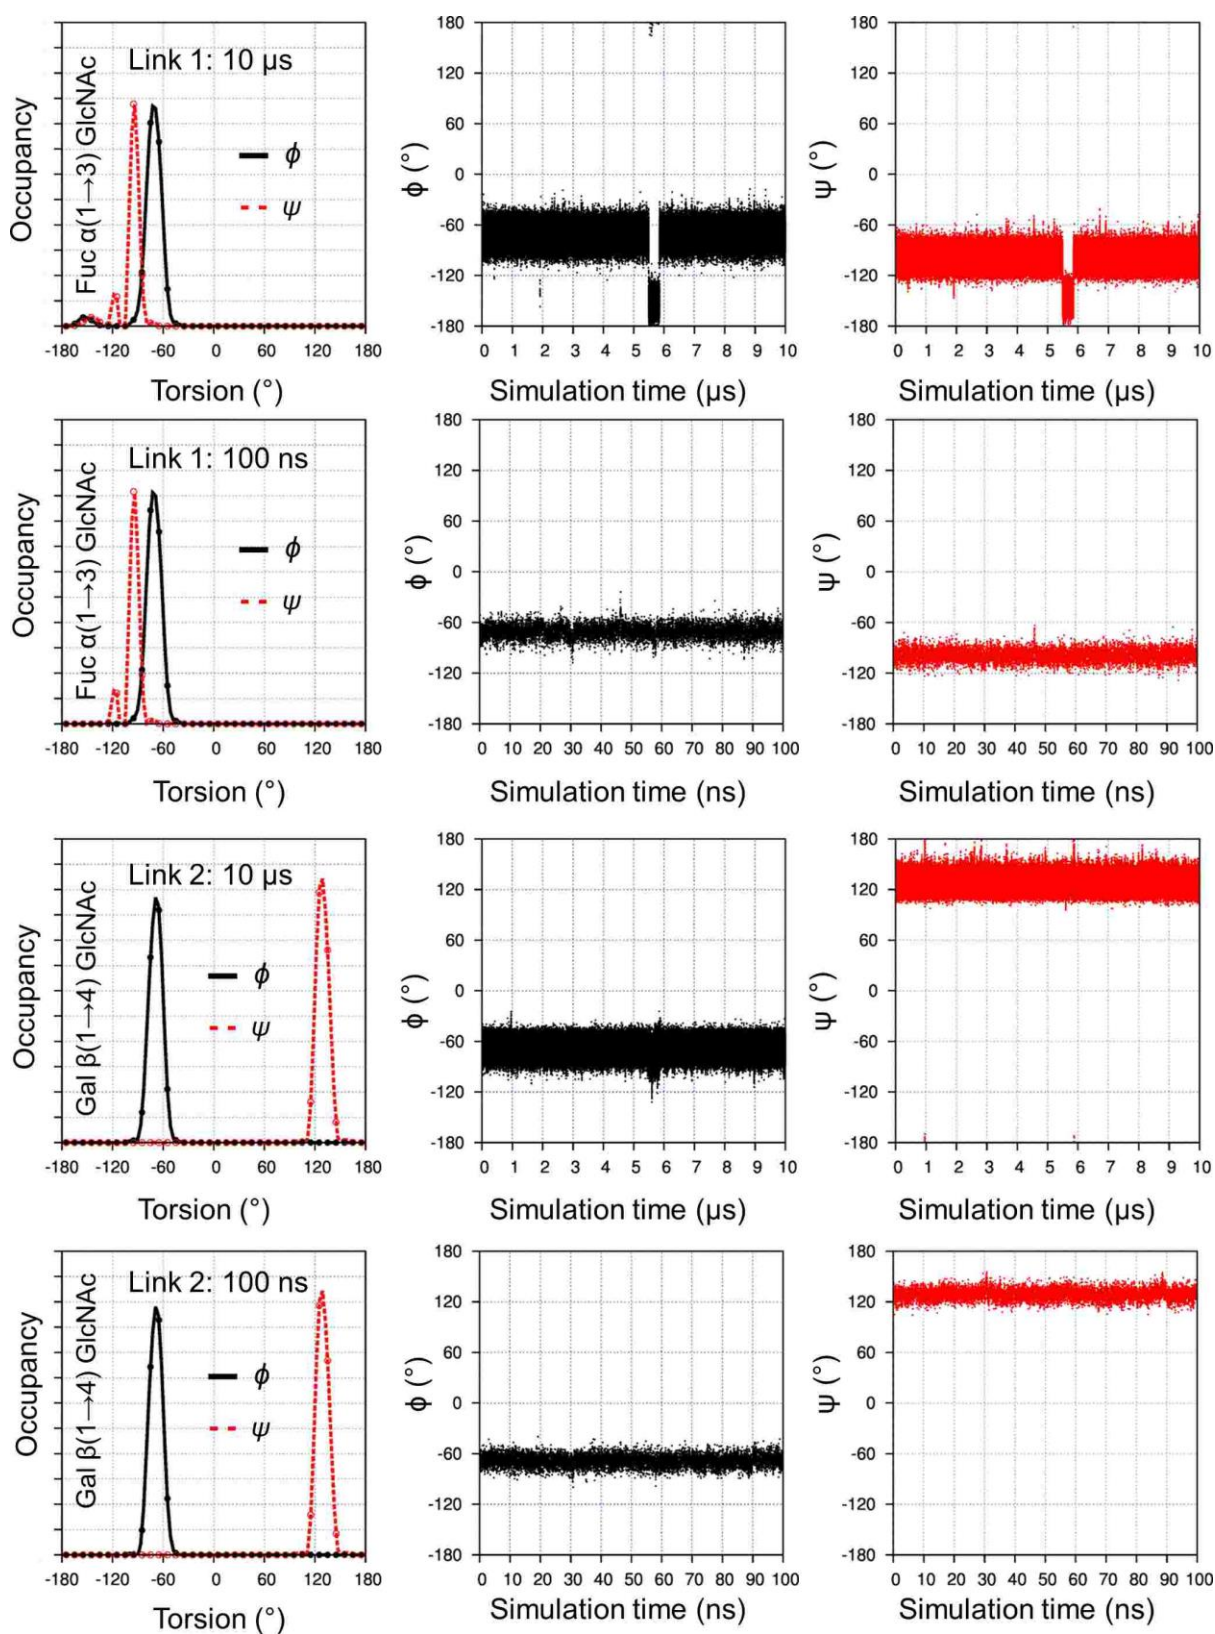 Occupancy
Fuc α(1→3) GlcNAc
Link 1: 10 µs
ϕ
ψ
-180 -120 -60 0 60 120 180
Torsion (°)
ϕ (°)
180
120
60
0
-60
-120
-180
0 1 2 3 4 5 6 7 8 9 10
Simulation time (µs)
Ψ (°)
180
120
60
0
-60
-120
-180
0 1 2 3 4 5 6 7 8 9 10
Simulation time (µs)
Occupancy
Fuc α(1→3) GlcNAc
Link 1: 100 ns
ϕ
ψ
-180 -120 -60 0 60 120 180
Torsion (°)
ϕ (°)
180
120
60
0
-60
-120
-180
0 10 20 30 40 50 60 70 80 90 100
Simulation time (ns)
Ψ (°)
180
120
60
0
-60
-120
-180
0 10 20 30 40 50 60 70 80 90 100
Simulation time (ns)
Occupancy
Gal β(1→4) GlcNAc
Link 2: 10 µs
ϕ
ψ
-180 -120 -60 0 60 120 180
Torsion (°)
ϕ (°)
180
120
60
0
-60
-120
-180
0 1 2 3 4 5 6 7 8 9 10
Simulation time (µs)
Ψ (°)
180
120
60
0
-60
-120
-180
0 1 2 3 4 5 6 7 8 9 10
Simulation time (µs)
Occupancy
Gal β(1→4) GlcNAc
Link 2: 100 ns
ϕ
ψ
-180 -120 -60 0 60 120 180
Torsion (°)
ϕ (°)
180
120
60
0
-60
-120
-180
0 10 20 30 40 50 60 70 80 90 100
Simulation time (ns)
Ψ (°)
180
120
60
0
-60
-120
-180
0 10 20 30 40 50 60 70 80 90 100
Simulation time (ns)